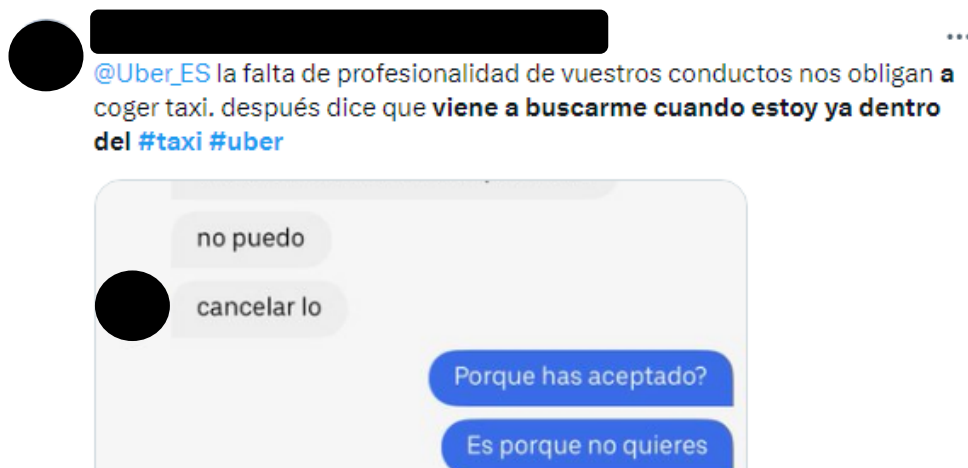 @Uber_ES la falta de profesionalidad de vuestros conductos nos obligan a
coger taxi. después dice que viene a buscarme cuando estoy ya dentro
del #taxi #uber
no puedo
cancelar lo
Porque has aceptado?
Es porque no quieres